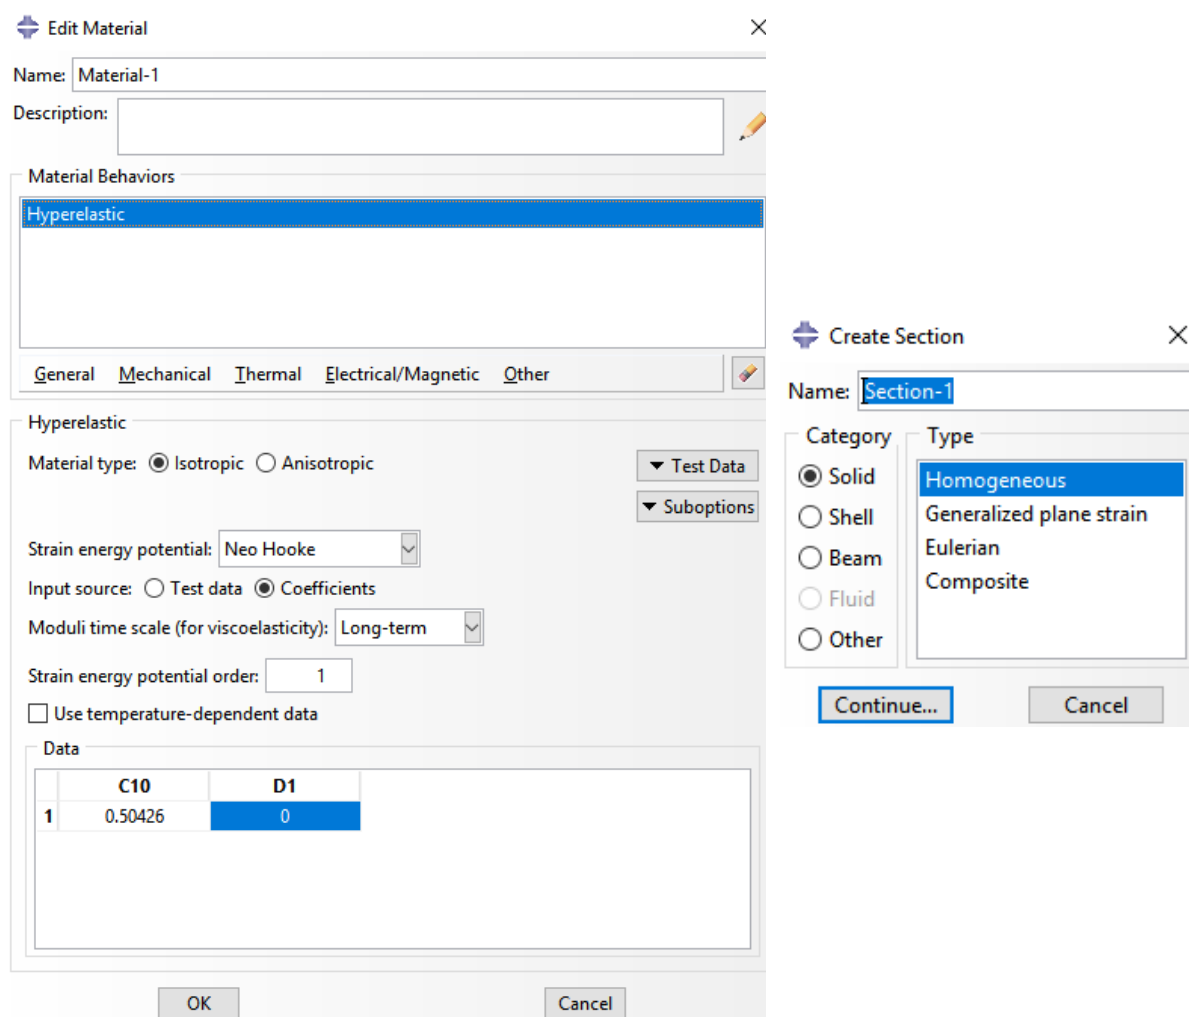 Edit Material
Name: Material-1
Description:
Material Behaviors
Hyperelastic
General Mechanical Thermal Electrical/Magnetic Other
Hyperelastic
Material type: Isotropic Anisotropic
Test Data
Suboptions
Strain energy potential: Neo Hooke
Input source: Test data Coefficients
Moduli time scale (for viscoelasticity): Long-term
Strain energy potential order: 1
Use temperature-dependent data
Data
C10 D1
1 0.50426 0
OK Cancel
Create Section
Name: Section-1
Category Type
Solid Homogeneous
Shell Generalized plane strain
Beam Eulerian
Fluid Composite
Other
Continue... Cancel